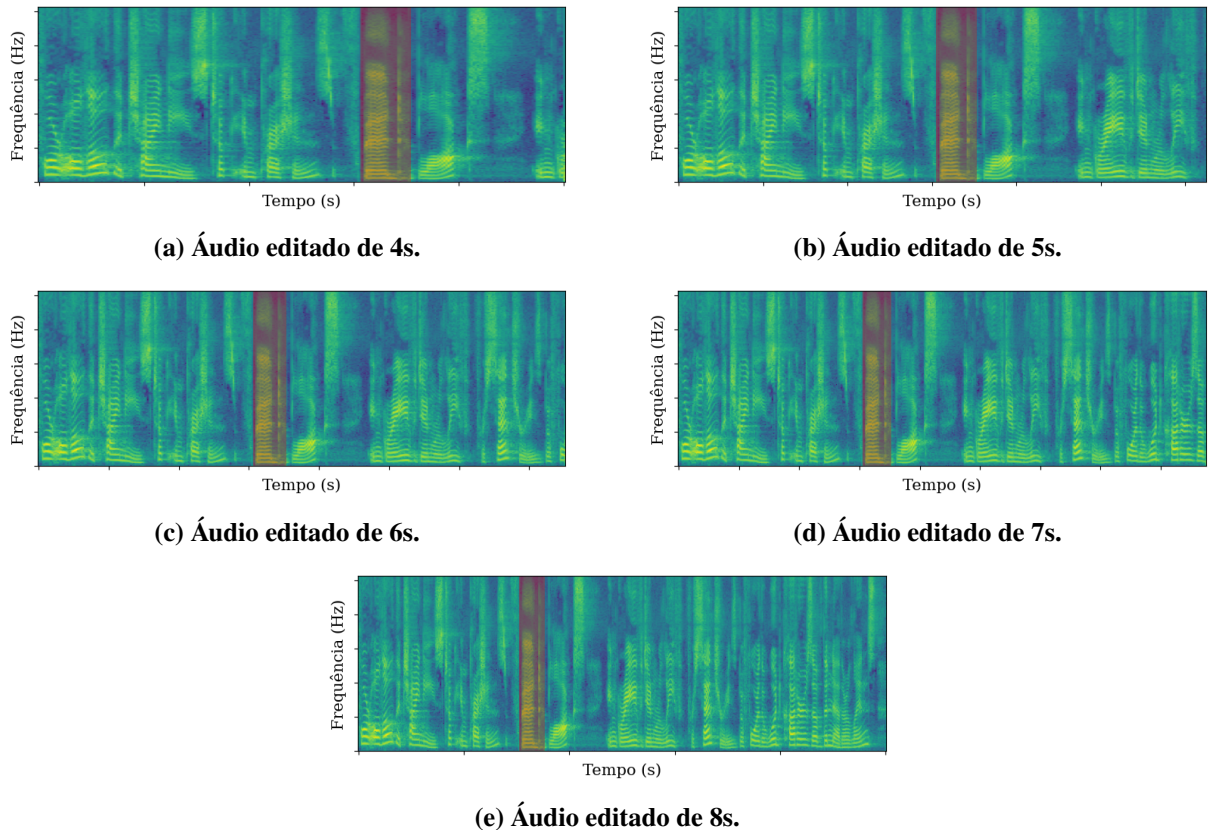 Frequência (Hz)
Tempo (s)
(a) Áudio editado de 4s.
Frequência (Hz)
Tempo (s)
(b) Áudio editado de 5s.
Frequência (Hz)
Tempo (s)
(c) Áudio editado de 6s.
Frequência (Hz)
Tempo (s)
(d) Áudio editado de 7s.
Frequência (Hz)
Tempo (s)
(e) Áudio editado de 8s.